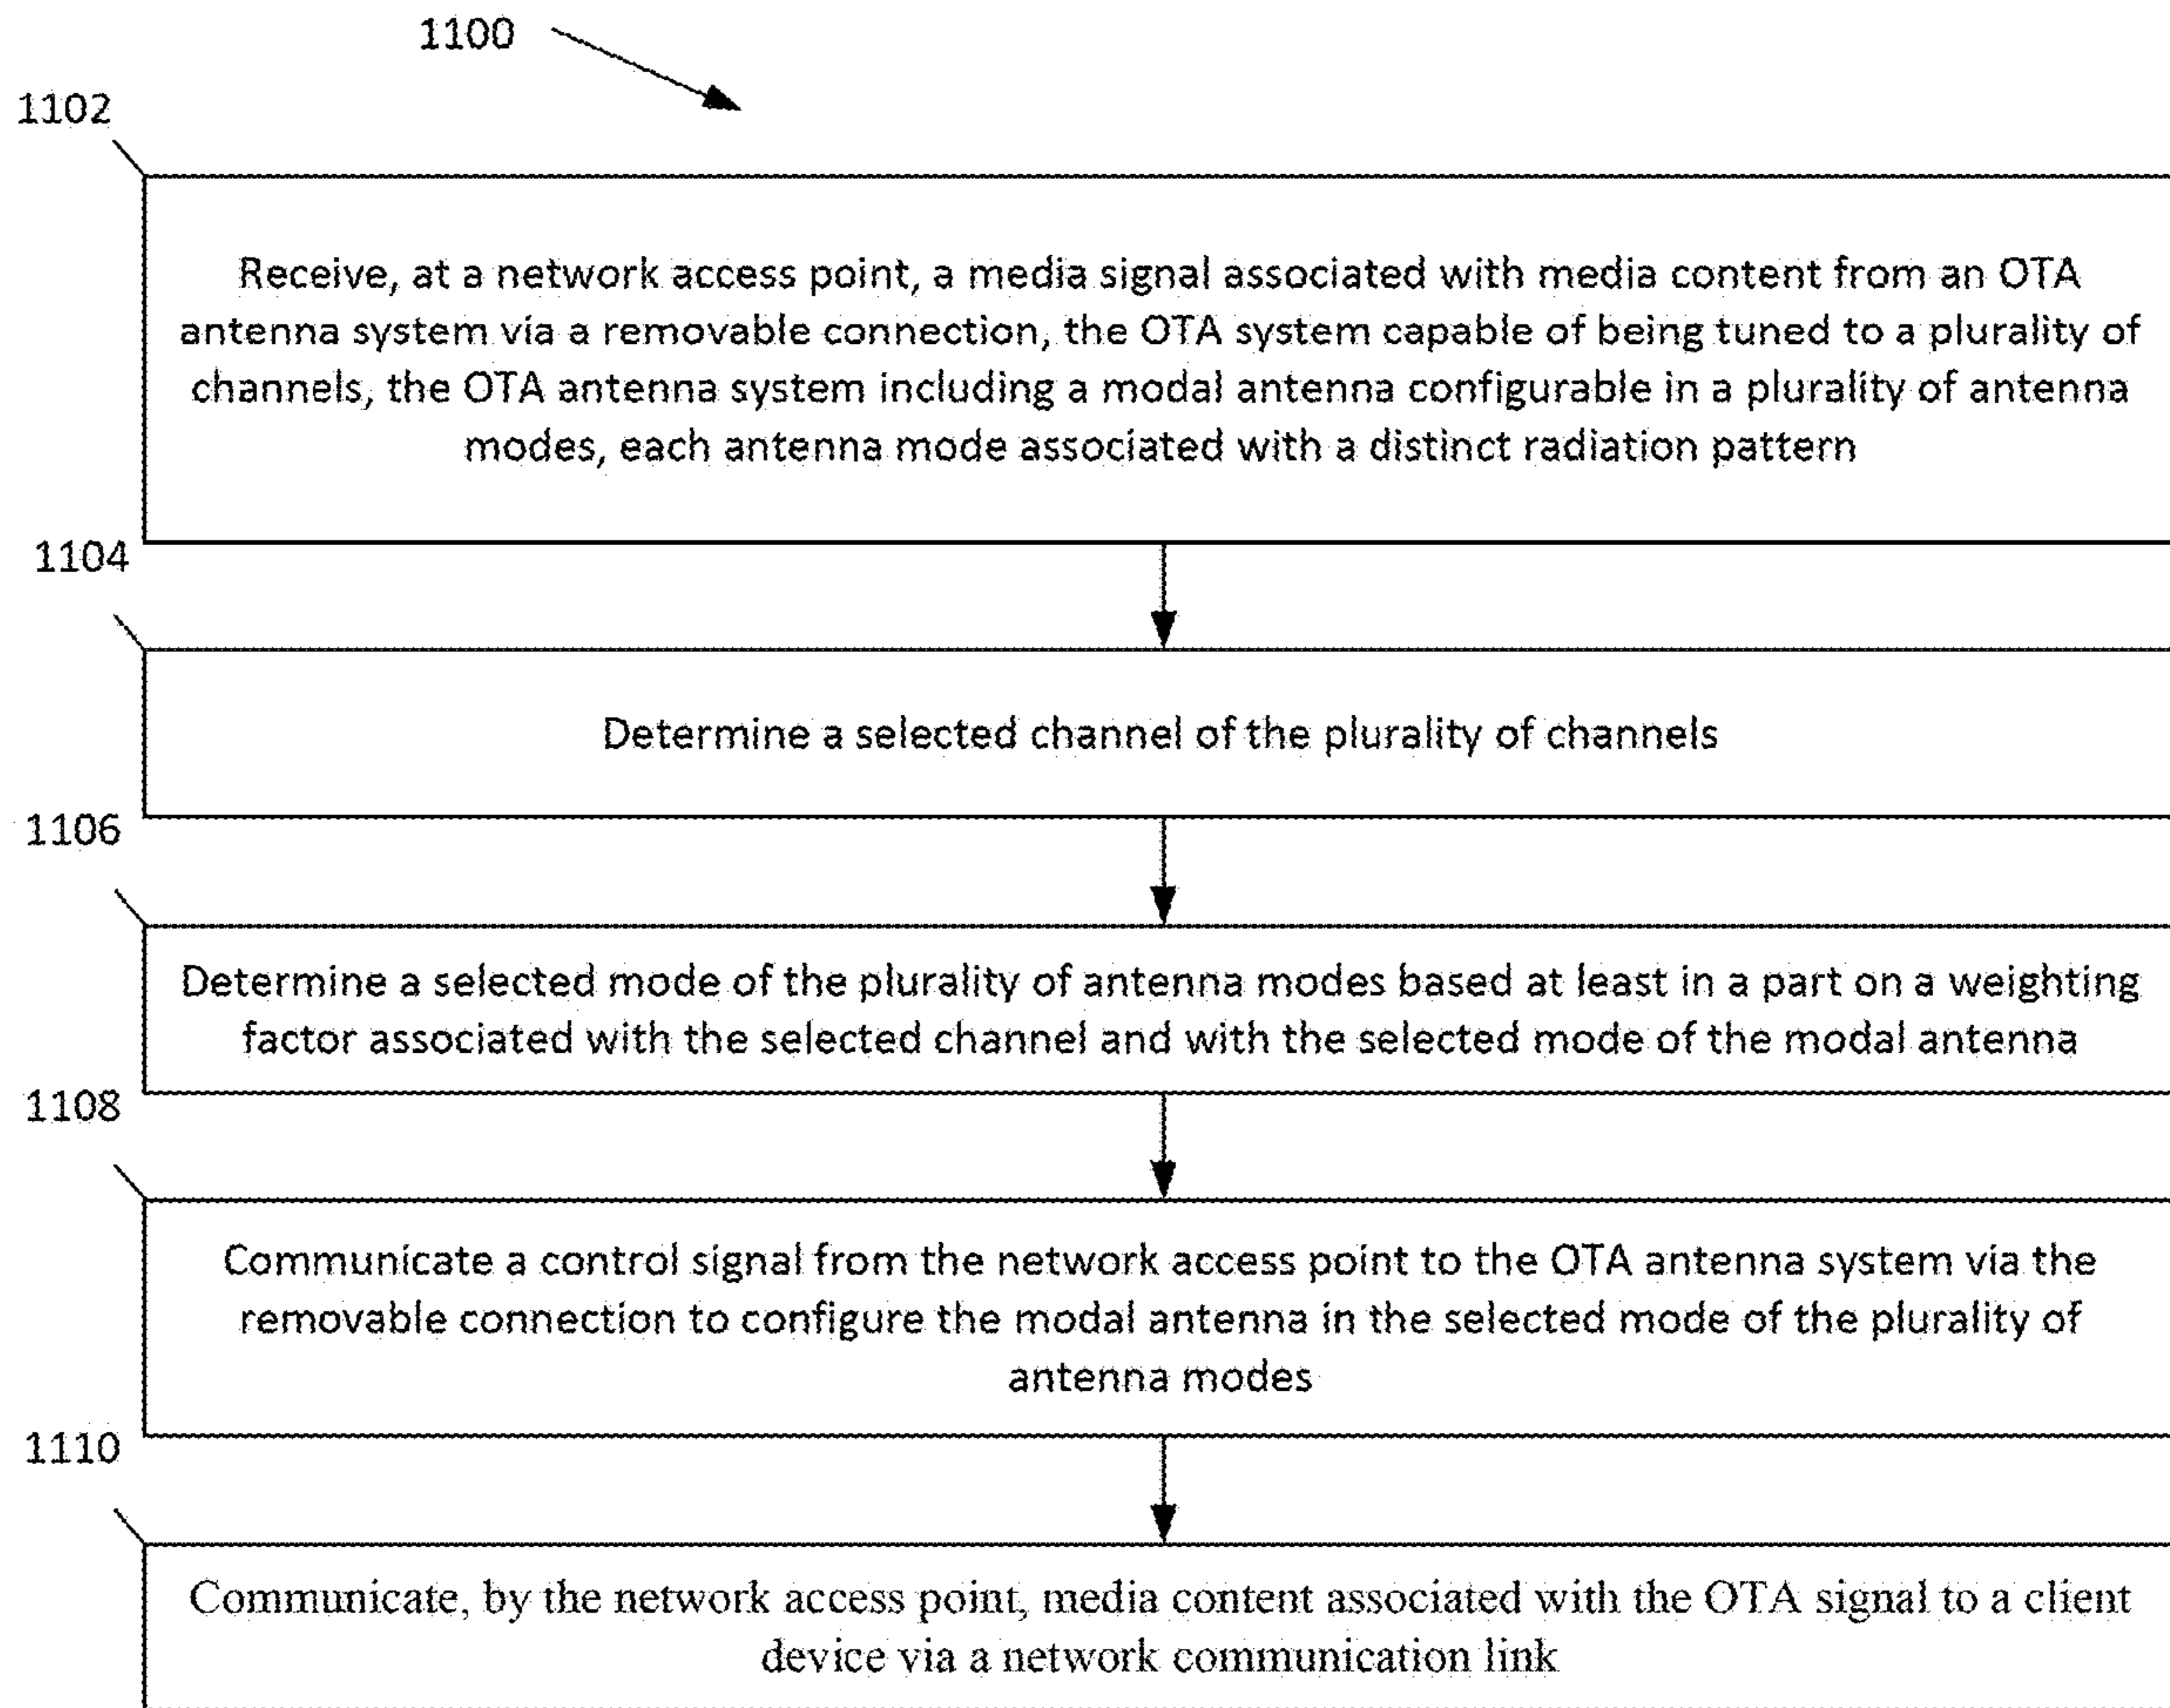 1100
1102
Receive, at a network access point, a media signal associated with media content from an OTA
antenna system via a removable connection, the OTA system capable of being tuned to a plurality of
channels, the OTA antenna system including a modal antenna configurable in a plurality of antenna
modes, each antenna mode associated with a distinct radiation pattern
1104
Determine a selected channel of the plurality of channels
1106
Determine a selected mode of the plurality of antenna modes based at least in a part on a weighting
factor associated with the selected channel and with the selected mode of the modal antenna
1108
Communicate a control signal from the network access point to the OTA antenna system via the
removable connection to configure the modal antenna in the selected mode of the plurality of
antenna modes
1110
Communicate, by the network access point, media content associated with the OTA signal to a client
device via a network communication link